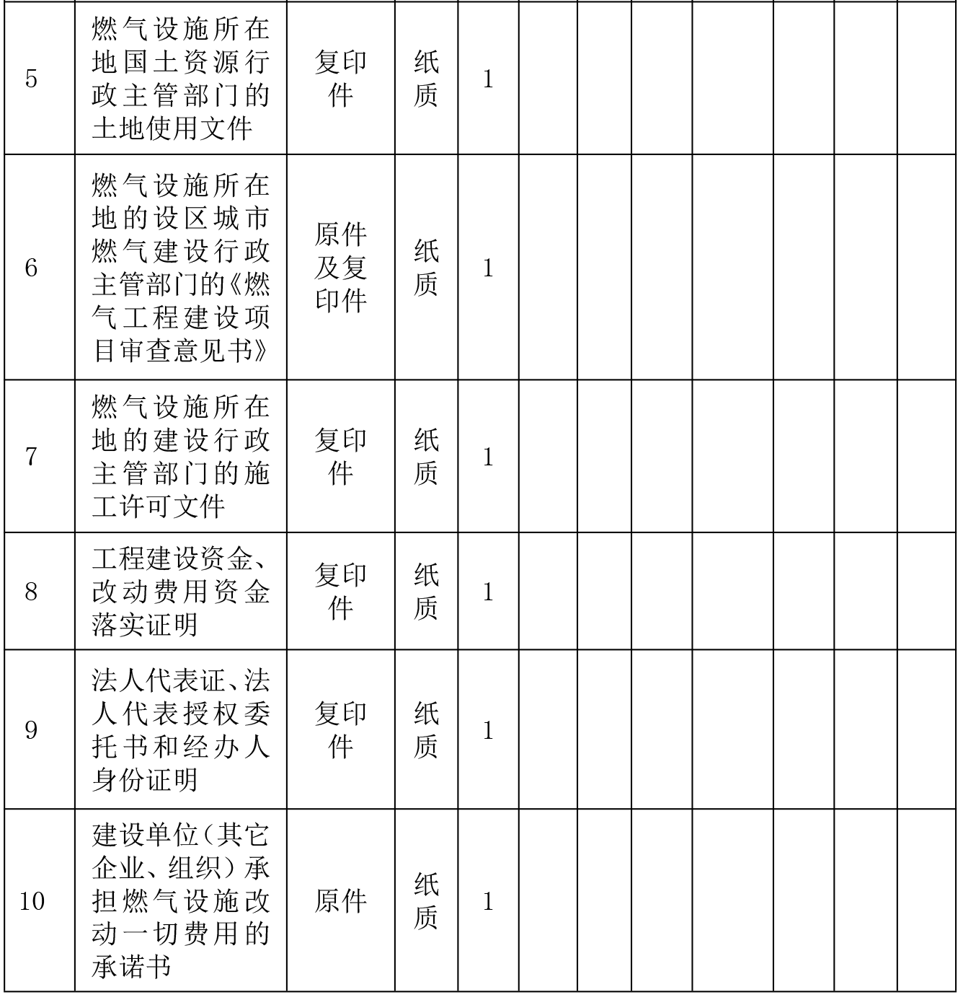 5
燃气设施所在
地国土资源行
政主管部门的
土地使用文件
复印
件
纸
质
1
6
燃气设施所在
地的设区城市
燃气建设行政
主管部门的《燃
气工程建设项
目审查意见书》
原件
及复
印件
纸
质
1
7
燃气设施所在
地的建设行政
主管部门的施
工许可文件
复印
件
纸
质
1
8
工程建设资金、
改动费用资金
落实证明
复印
件
纸
质
1
9
法人代表证、法
人代表授权委
托书和经办人
身份证明
复印
件
纸
质
1
10
建设单位（其它
企业、组织）承
担燃气设施改
动一切费用的
承诺书
原件
纸
质
1